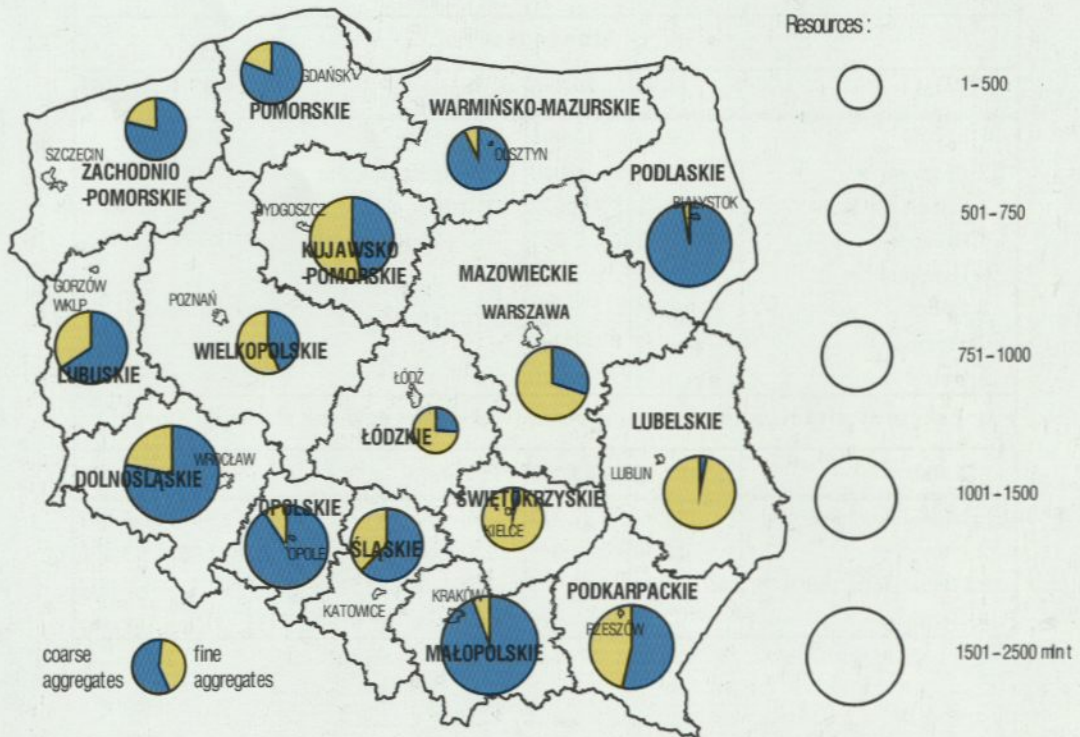 Resources :
1-500
501-750
751-1000
1001-1500
1501-2500 mlnt
GDAŃSK
POMORSKIE
WARMIŃSKO-MAZURSKIE
OLSZTYN
SZCZECIN
ZACHODNIO
-POMORSKIE
PODLASKIE
BIAŁYSTOK
BYDGOSZCZ
KUJAWSKO
-POMORSKIE
MAZOWIECKIE
WARSZAWA
GORZÓW
WKLP
LUBUSKIE
POZNAŃ
WIELKOPOLSKIE
ŁÓDŹ
ŁÓDZKIE
LUBELSKIE
LUBLIN
DOLNOŚLĄSKIE
WROCŁAW
OPOLSKIE
OPOLE
ŚLĄSKIE
KATOWICE
ŚWIĘTOKRZYSKIE
KIELCE
KRAKÓW
MAŁOPOLSKIE
PODKARPACKIE
RZESZÓW
coarse
aggregates
fine
aggregates